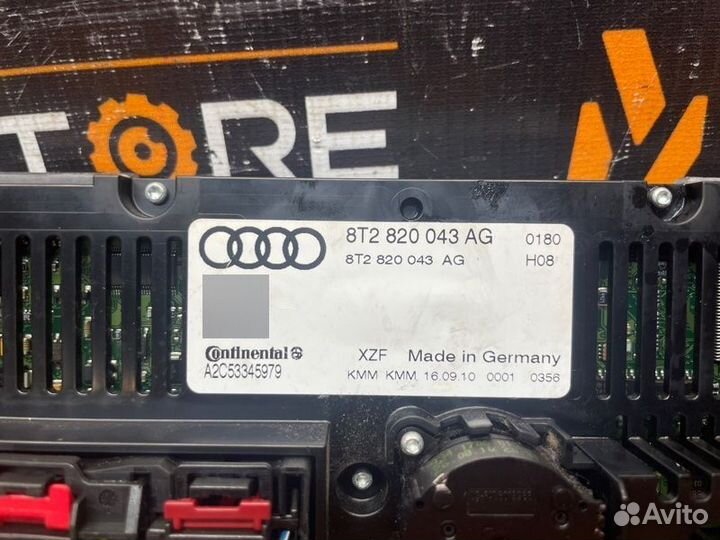 TORE
8T2 820 043 AG 0180
8T2 820 043 AG H08
Continental
A2C53345979
XZF Made in Germany
KMM KMM 16.09.10 0001 0356
Avito